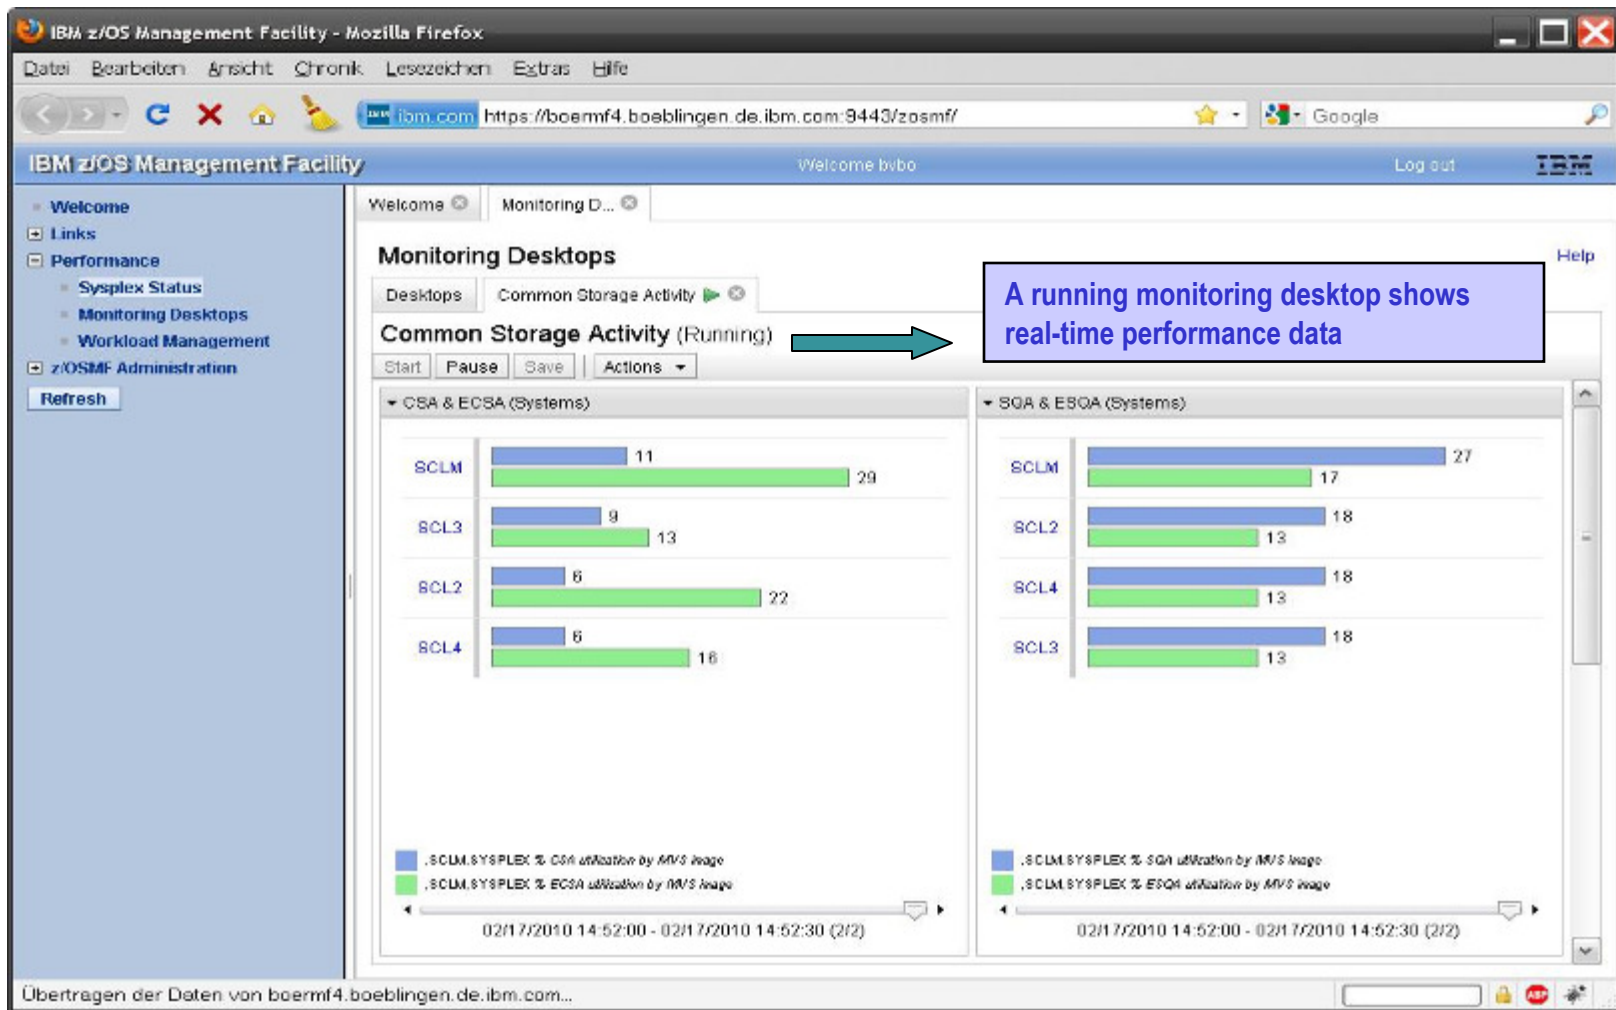 IBM z/OS Management Facility - Mozilla Firefox
Datei Bearbeiten Ansicht Chronik Lesezeichen Extras Hilfe
ibm.com https://boermf4.boeblingen.de.ibm.com:9443/zosmf/ Google
IBM z/OS Management Facility Welcome bvbo Log out IBM
Welcome
Links
Performance
Sysplex Status
Monitoring Desktops
Workload Management
z/OSMF Administration
Refresh
Welcome Monitoring D...
Monitoring Desktops Help
Desktops Common Storage Activity
A running monitoring desktop shows
real-time performance data
Common Storage Activity (Running)
Start Pause Save Actions
CSA & ECSA (Systems)
SCLM 11
29
SCL3 9
13
SCL2 6
22
SCL4 6
16
.SCLM.SYSPLEX % CSA utilization by MVS image
.SCLM.SYSPLEX % ECSA utilization by MVS image
02/17/2010 14:52:00 - 02/17/2010 14:52:30 (2/2)
SQA & ESQA (Systems)
SCLM 27
17
SCL2 18
13
SCL4 18
13
SCL3 18
13
.SCLM.SYSPLEX % SQA utilization by MVS image
.SCLM.SYSPLEX % ESQA utilization by MVS image
02/17/2010 14:52:00 - 02/17/2010 14:52:30 (2/2)
Übertragen der Daten von boermf4.boeblingen.de.ibm.com...
ABP